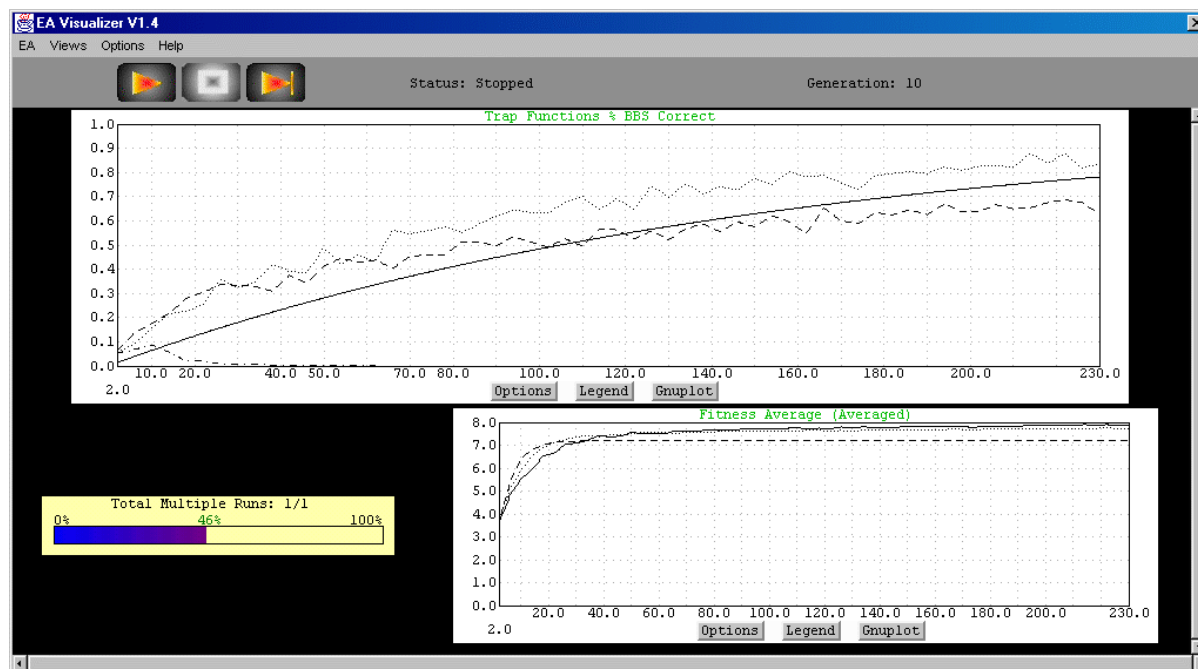 EA Visualizer V1.4
EA Views Options Help
Status: Stopped Generation: 10
Trap Functions % BBS Correct
1.0
0.9
0.8
0.7
0.6
0.5
0.4
0.3
0.2
0.1
0.0
10.0 20.0 40.0 50.0 70.0 80.0 100.0 120.0 140.0 160.0 180.0 200.0 230.0
2.0
Options Legend Gnuplot
Fitness Average (Averaged)
8.0
7.0
6.0
5.0
4.0
3.0
2.0
1.0
0.0
20.0 40.0 60.0 80.0 100.0 120.0 140.0 160.0 180.0 200.0 230.0
2.0
Options Legend Gnuplot
Total Multiple Runs: 1/1
0% 46% 100%